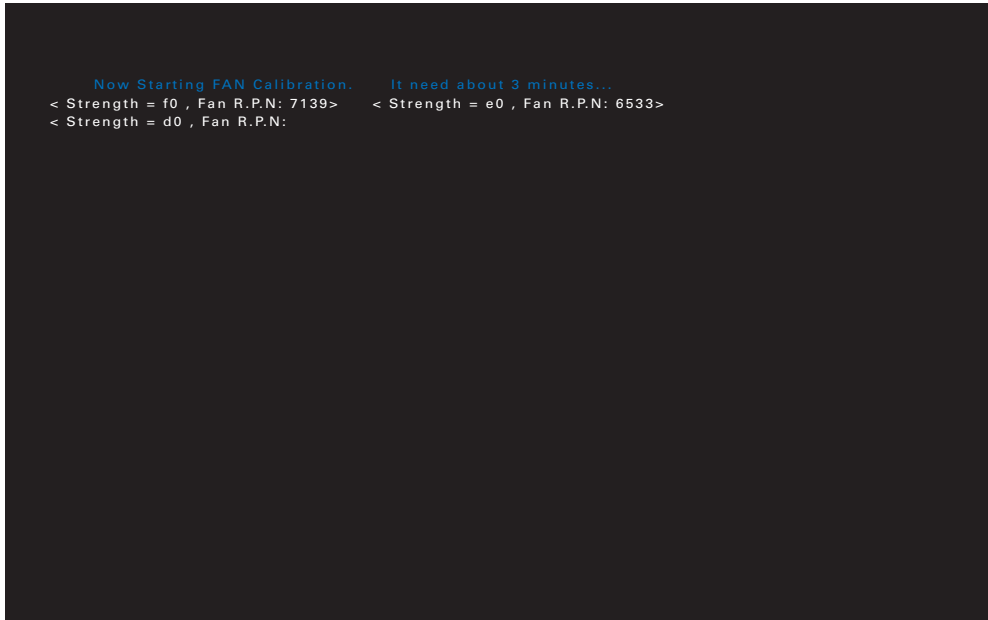 Now Starting FAN Calibration. It need about 3 minutes...
< Strength = f0 , Fan R.P.N: 7139> < Strength = e0 , Fan R.P.N: 6533>
< Strength = d0 , Fan R.P.N: